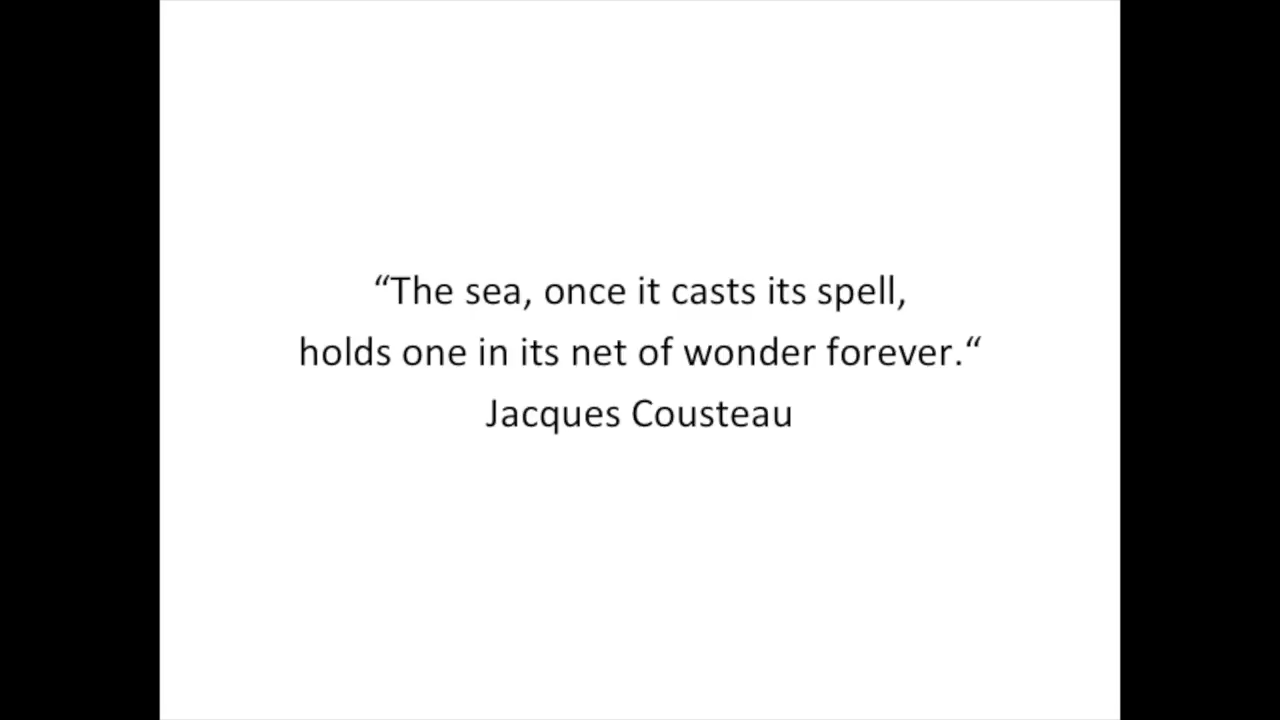 “The sea, once it casts its spell,
holds one in its net of wonder forever.“
Jacques Cousteau